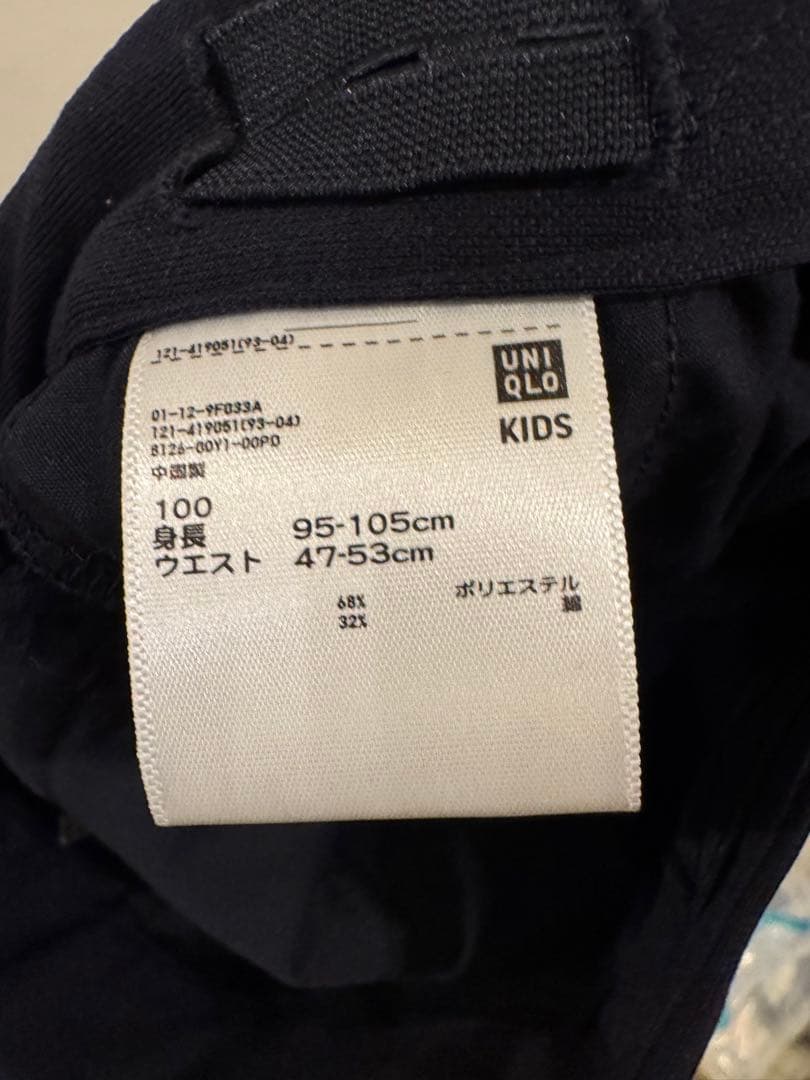 121-419051(93-04)
UNI
QLO
KIDS
01-12-9F033A
121-419051(93-04)
8126-00Y1-00P0
中国製
100
身長 95-105cm
ウエスト 47-53cm
68% ポリエステル
32% 綿